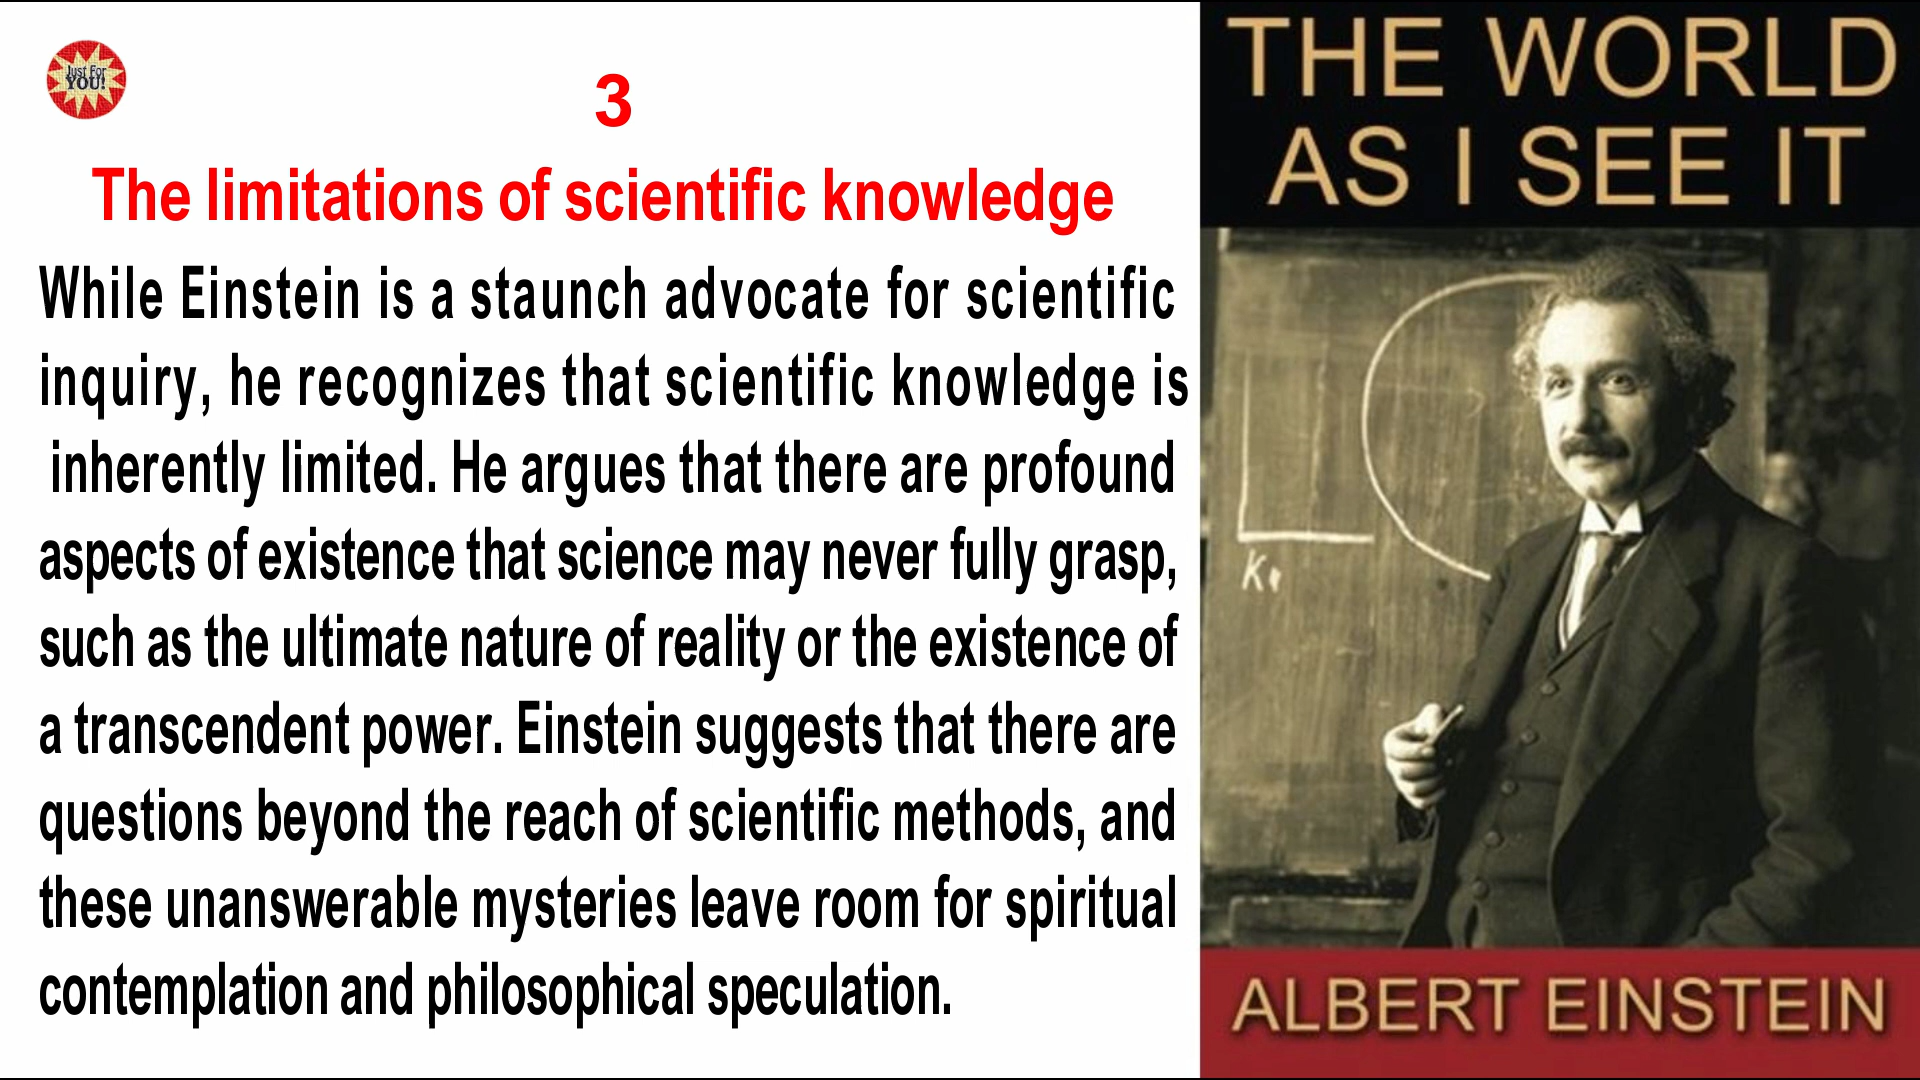 Just For
YOU!
3
The limitations of scientific knowledge
While Einstein is a staunch advocate for scientific
inquiry, he recognizes that scientific knowledge is
inherently limited. He argues that there are profound
aspects of existence that science may never fully grasp,
such as the ultimate nature of reality or the existence of
a transcendent power. Einstein suggests that there are
questions beyond the reach of scientific methods, and
these unanswerable mysteries leave room for spiritual
contemplation and philosophical speculation.
THE WORLD
AS I SEE IT
K1
ALBERT EINSTEIN